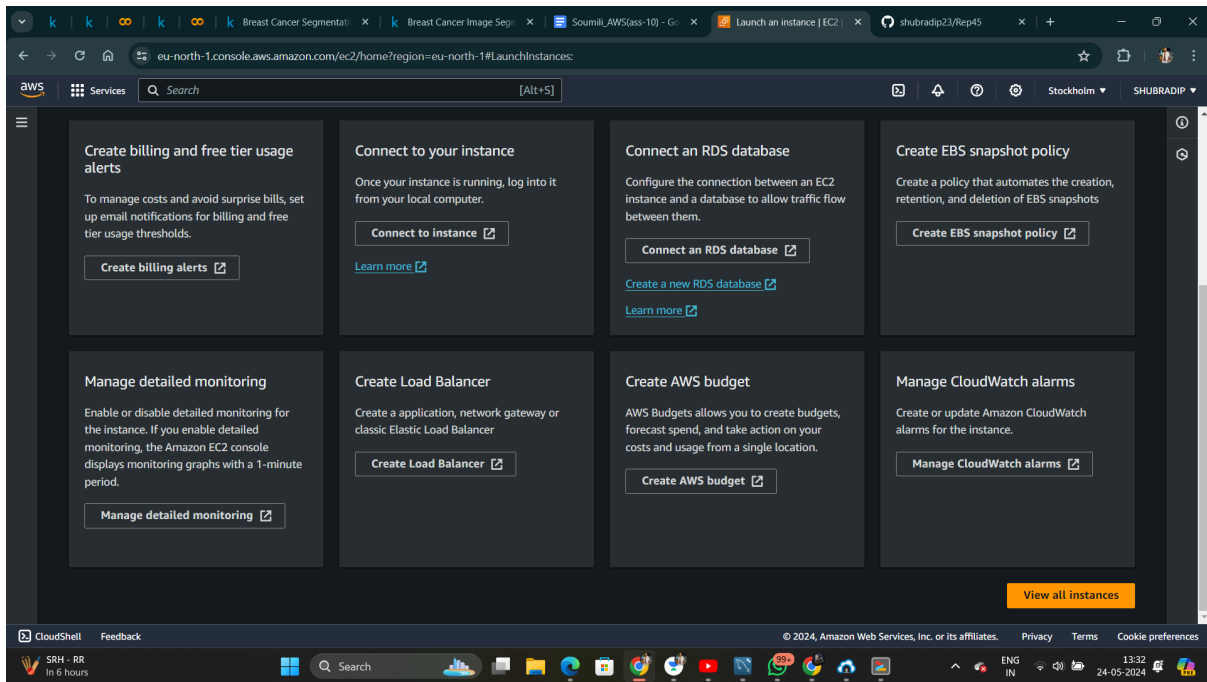 Breast Cancer Segmentati
Breast Cancer Image Segn
Soumili_AWS(ass-10) - Go
Launch an instance | EC2 |
shubradip23/Rep45
eu-north-1.console.aws.amazon.com/ec2/home?region=eu-north-1#LaunchInstances:
aws
Services
Search
[Alt+S]
Stockholm
SHUBRADIP
Create billing and free tier usage
alerts
To manage costs and avoid surprise bills, set
up email notifications for billing and free
tier usage thresholds.
Create billing alerts
Connect to your instance
Once your instance is running, log into it
from your local computer.
Connect to instance
Learn more
Connect an RDS database
Configure the connection between an EC2
instance and a database to allow traffic flow
between them.
Connect an RDS database
Create a new RDS database
Learn more
Create EBS snapshot policy
Create a policy that automates the creation,
retention, and deletion of EBS snapshots
Create EBS snapshot policy
Manage detailed monitoring
Enable or disable detailed monitoring for
the instance. If you enable detailed
monitoring, the Amazon EC2 console
displays monitoring graphs with a 1-minute
period.
Manage detailed monitoring
Create Load Balancer
Create a application, network gateway or
classic Elastic Load Balancer
Create Load Balancer
Create AWS budget
AWS Budgets allows you to create budgets,
forecast spend, and take action on your
costs and usage from a single location.
Create AWS budget
Manage CloudWatch alarms
Create or update Amazon CloudWatch
alarms for the instance.
Manage CloudWatch alarms
View all instances
CloudShell
Feedback
© 2024, Amazon Web Services, Inc. or its affiliates.
Privacy
Terms
Cookie preferences
SRH - RR
In 6 hours
Search
99+
ENG
IN
13:32
24-05-2024